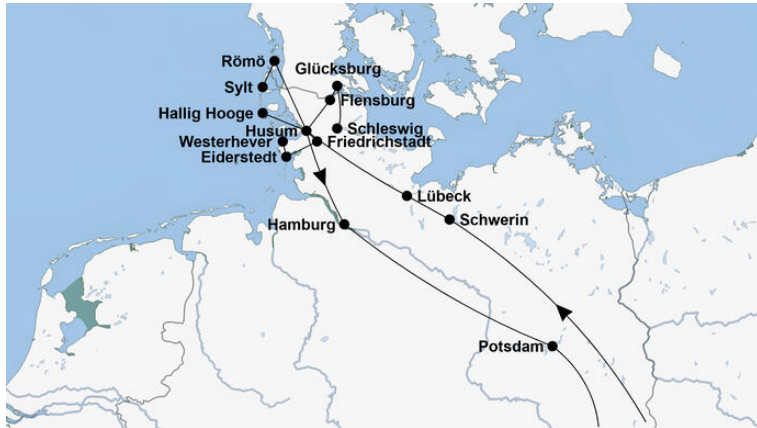 Römö
Glücksburg
Sylt
Flensburg
Hallig Hooge
Husum
Schleswig
Westerhever
Friedrichstadt
Eiderstedt
Lübeck
Schwerin
Hamburg
Potsdam